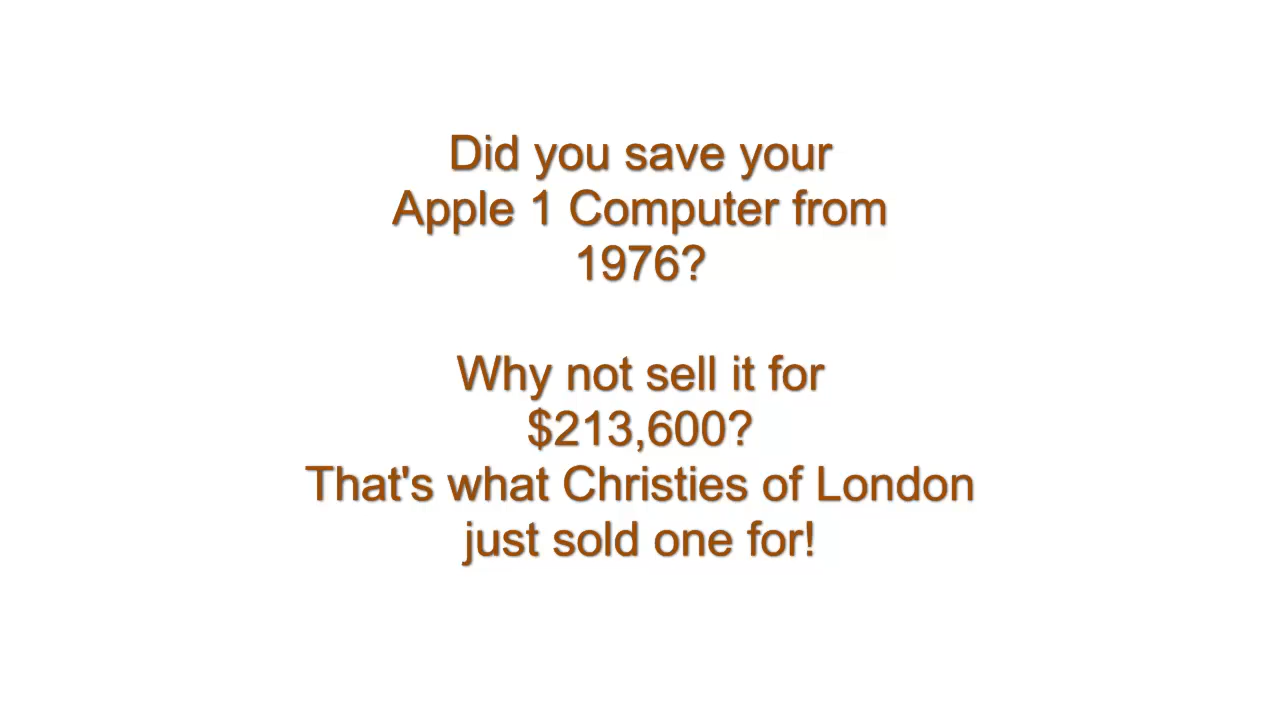 Did you save your
Apple 1 Computer from
1976?
Why not sell it for
$213,600?
That's what Christies of London
just sold one for!